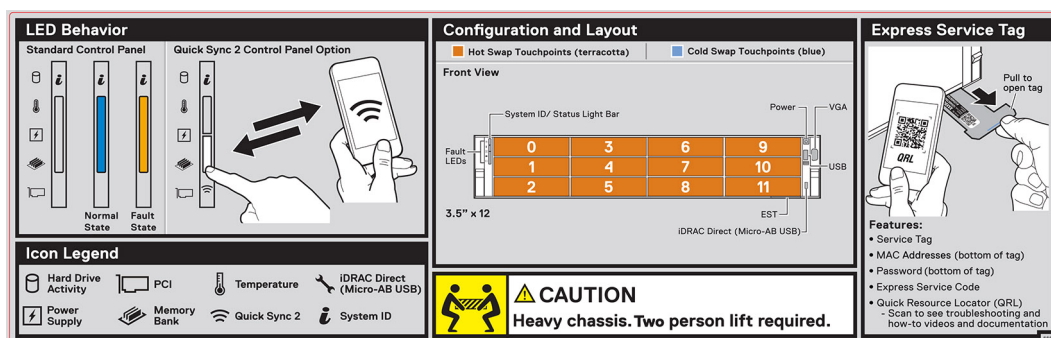 LED Behavior
Standard Control Panel
Quick Sync 2 Control Panel Option
i
i
i
i
Normal State
Fault State
Icon Legend
Hard Drive Activity
PCI
Temperature
iDRAC Direct (Micro-AB USB)
Power Supply
Memory Bank
Quick Sync 2
i System ID
Configuration and Layout
Hot Swap Touchpoints (terracotta)
Cold Swap Touchpoints (blue)
Front View
System ID/ Status Light Bar
Power
VGA
Fault LEDs
0 3 6 9
1 4 7 10
2 5 8 11
USB
3.5" x 12
EST
iDRAC Direct (Micro-AB USB)
CAUTION
Heavy chassis. Two person lift required.
Express Service Tag
Pull to
open tag
QRL
Features:
• Service Tag
• MAC Addresses (bottom of tag)
• Password (bottom of tag)
• Express Service Code
• Quick Resource Locator (QRL)
- Scan to see troubleshooting and
how-to videos and documentation